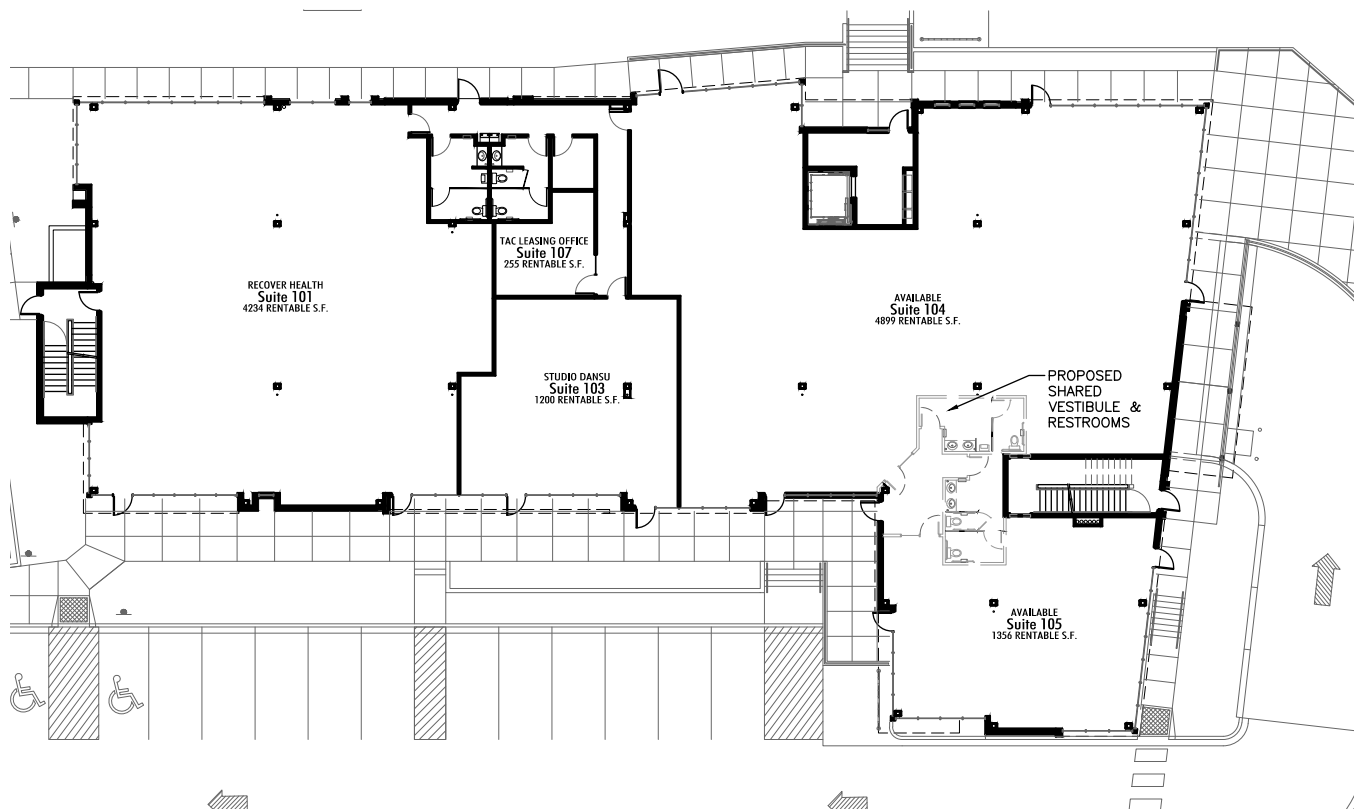 TAC LEASING OFFICE
Suite 107
255 RENTABLE S.F.
RECOVER HEALTH
Suite 101
4234 RENTABLE S.F.
AVAILABLE
Suite 104
4899 RENTABLE S.F.
STUDIO DANSU
Suite 103
1200 RENTABLE S.F.
PROPOSED
SHARED
VESTIBULE &
RESTROOMS
AVAILABLE
Suite 105
1356 RENTABLE S.F.